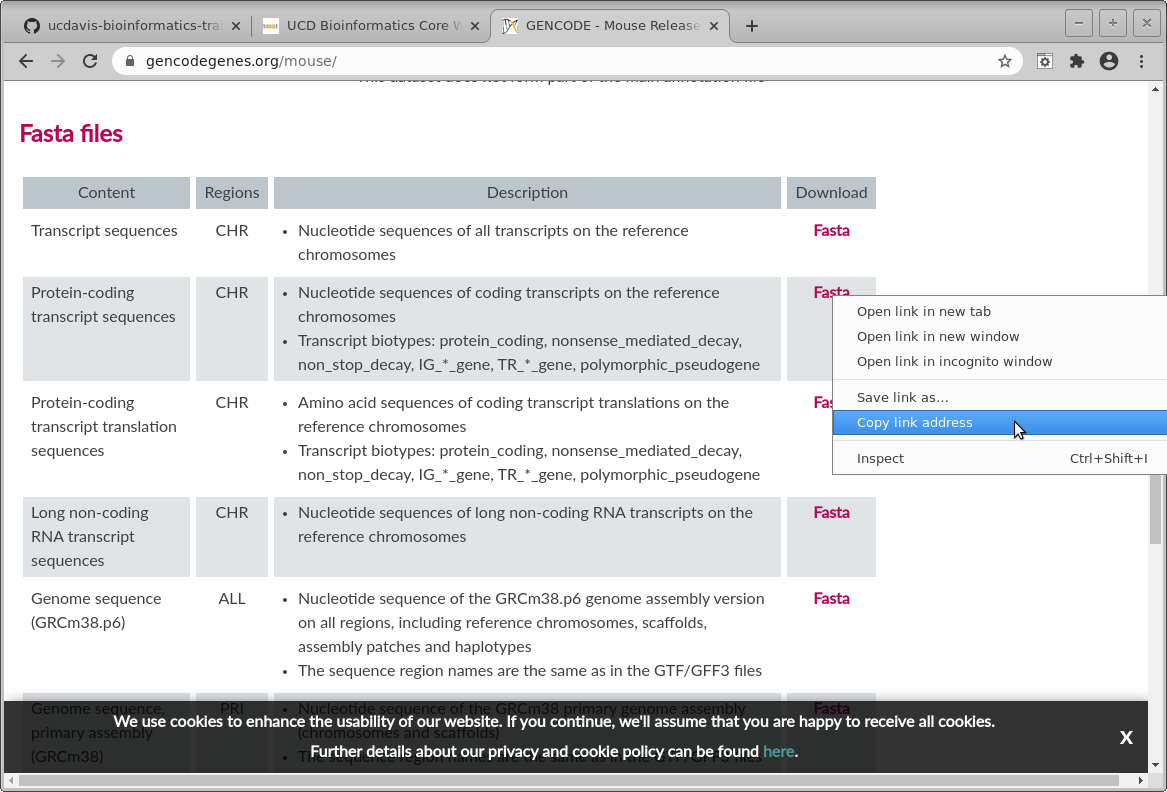 ucdavis-bioinformatics-trai
UCD Bioinformatics Core W
GENCODE - Mouse Release
gencodegenes.org/mouse/
This dataset does not form part of the main annotation file
Fasta files
Content Regions Description Download
Transcript sequences CHR • Nucleotide sequences of all transcripts on the reference Fasta
chromosomes
Protein-coding CHR • Nucleotide sequences of coding transcripts on the reference Fasta
transcript sequences chromosomes
• Transcript biotypes: protein_coding, nonsense_mediated_decay,
non_stop_decay, IG_*_gene, TR_*_gene, polymorphic_pseudogene
Protein-coding CHR • Amino acid sequences of coding transcript translations on the Fas
transcript translation reference chromosomes
sequences • Transcript biotypes: protein_coding, nonsense_mediated_decay,
non_stop_decay, IG_*_gene, TR_*_gene, polymorphic_pseudogene
Open link in new tab
Open link in new window
Open link in incognito window
Save link as...
Copy link address
Inspect Ctrl+Shift+I
Long non-coding CHR • Nucleotide sequences of long non-coding RNA transcripts on the Fasta
RNA transcript reference chromosomes
sequences
Genome sequence ALL • Nucleotide sequence of the GRCm38.p6 genome assembly version Fasta
(GRCm38.p6) on all regions, including reference chromosomes, scaffolds,
assembly patches and haplotypes
• The sequence region names are the same as in the GTF/GFF3 files
Genome sequence, PRI • Nucleotide sequence of the GRCm38 primary genome assembly Fasta
primary assembly (chromosomes and scaffolds)
(GRCm38) • The sequence region names are the same as in the GTF/GFF3 files
We use cookies to enhance the usability of our website. If you continue, we'll assume that you are happy to receive all cookies.
Further details about our privacy and cookie policy can be found here.
X